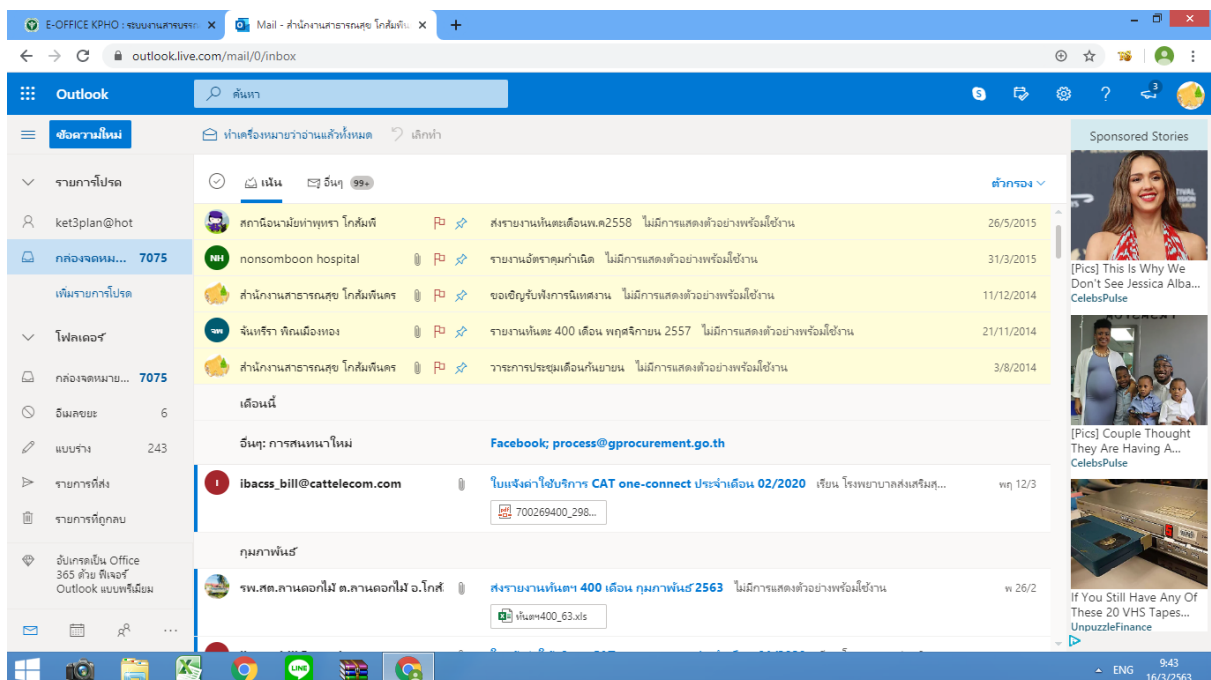 E-OFFICE KPHO : ระบบงานสารบรรณ
Mail - สำนักงานสาธารณสุข โกสัมพีน
outlook.live.com/mail/0/inbox
Outlook
ค้นหา
3
ข้อความใหม่
ทำเครื่องหมายว่าอ่านแล้วทั้งหมด
เลิกทำ
Sponsored Stories
รายการโปรด
เน้น
อื่นๆ 99+
ตัวกรอง
ket3plan@hot
สถานีอนามัยท่าพุทรา โกสัมพี
ส่งรายงานทันตะเดือนพ.ค2558 ไม่มีการแสดงตัวอย่างพร้อมใช้งาน
26/5/2015
กล่องจดหม... 7075
NH
nonsomboon hospital
รายงานอัตราคุมกำเนิด ไม่มีการแสดงตัวอย่างพร้อมใช้งาน
31/3/2015
[Pics] This Is Why We
Don't See Jessica Alba...
CelebsPulse
เพิ่มรายการโปรด
สำนักงานสาธารณสุข โกสัมพีนคร
ขอเชิญรับฟังการนิเทศงาน ไม่มีการแสดงตัวอย่างพร้อมใช้งาน
11/12/2014
โฟลเดอร์
จพ
จันทรีรา พิณเมืองทอง
รายงานทันตะ 400 เดือน พฤศจิกายน 2557 ไม่มีการแสดงตัวอย่างพร้อมใช้งาน
21/11/2014
กล่องจดหมาย... 7075
สำนักงานสาธารณสุข โกสัมพีนคร
วาระการประชุมเดือนกันยายน ไม่มีการแสดงตัวอย่างพร้อมใช้งาน
3/8/2014
อีเมลขยะ 6
เดือนนี้
แบบร่าง 243
อื่นๆ: การสนทนาใหม่
Facebook; process@gprocurement.go.th
[Pics] Couple Thought
They Are Having A...
CelebsPulse
รายการที่ส่ง
I
ibacss_bill@cattelecom.com
ใบแจ้งค่าใช้บริการ CAT one-connect ประจำเดือน 02/2020 เรียน โรงพยาบาลส่งเสริมสุ...
พฤ 12/3
700269400_298...
รายการที่ถูกลบ
กุมภาพันธ์
อัปเกรดเป็น Office
365 ด้วย ฟีเจอร์
Outlook แบบพรีเมียม
รพ.สต.ลานดอกไม้ ต.ลานดอกไม้ อ.โกสั
ส่งรายงานทันตฯ 400 เดือน กุมภาพันธ์ 2563 ไม่มีการแสดงตัวอย่างพร้อมใช้งาน
พ 26/2
ทันตฯ400_63.xls
If You Still Have Any Of
These 20 VHS Tapes...
UnpuzzleFinance
LINE
ENG
9:43
16/3/2563